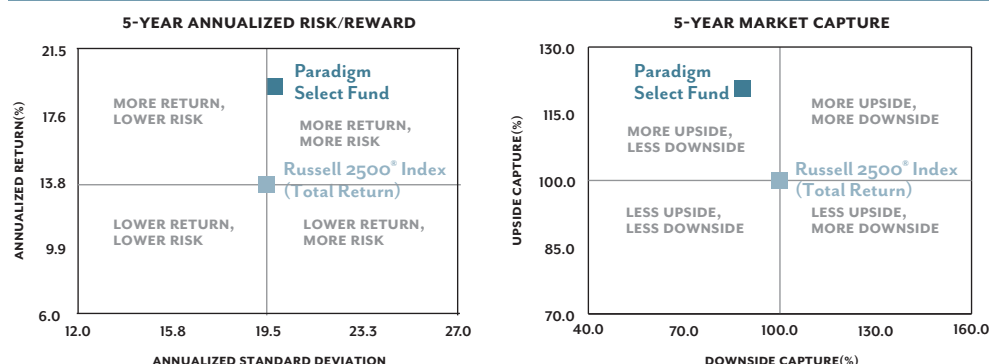 5-YEAR ANNUALIZED RISK/REWARD
ANNUALIZED RETURN(%)
21.5
17.6
13.8
9.9
6.0
MORE RETURN,
LOWER RISK
Paradigm
Select Fund
MORE RETURN,
MORE RISK
Russell 2500® Index
(Total Return)
LOWER RETURN,
LOWER RISK
LOWER RETURN,
MORE RISK
12.0
15.8
19.5
23.3
27.0
ANNUALIZED STANDARD DEVIATION
5-YEAR MARKET CAPTURE
UPSIDE CAPTURE(%)
130.0
115.0
100.0
85.0
70.0
Paradigm
Select Fund
MORE UPSIDE,
LESS DOWNSIDE
MORE UPSIDE,
MORE DOWNSIDE
Russell 2500® Index
(Total Return)
LESS UPSIDE,
LESS DOWNSIDE
LESS UPSIDE,
MORE DOWNSIDE
40.0
70.0
100.0
130.0
160.0
DOWNSIDE CAPTURE(%)